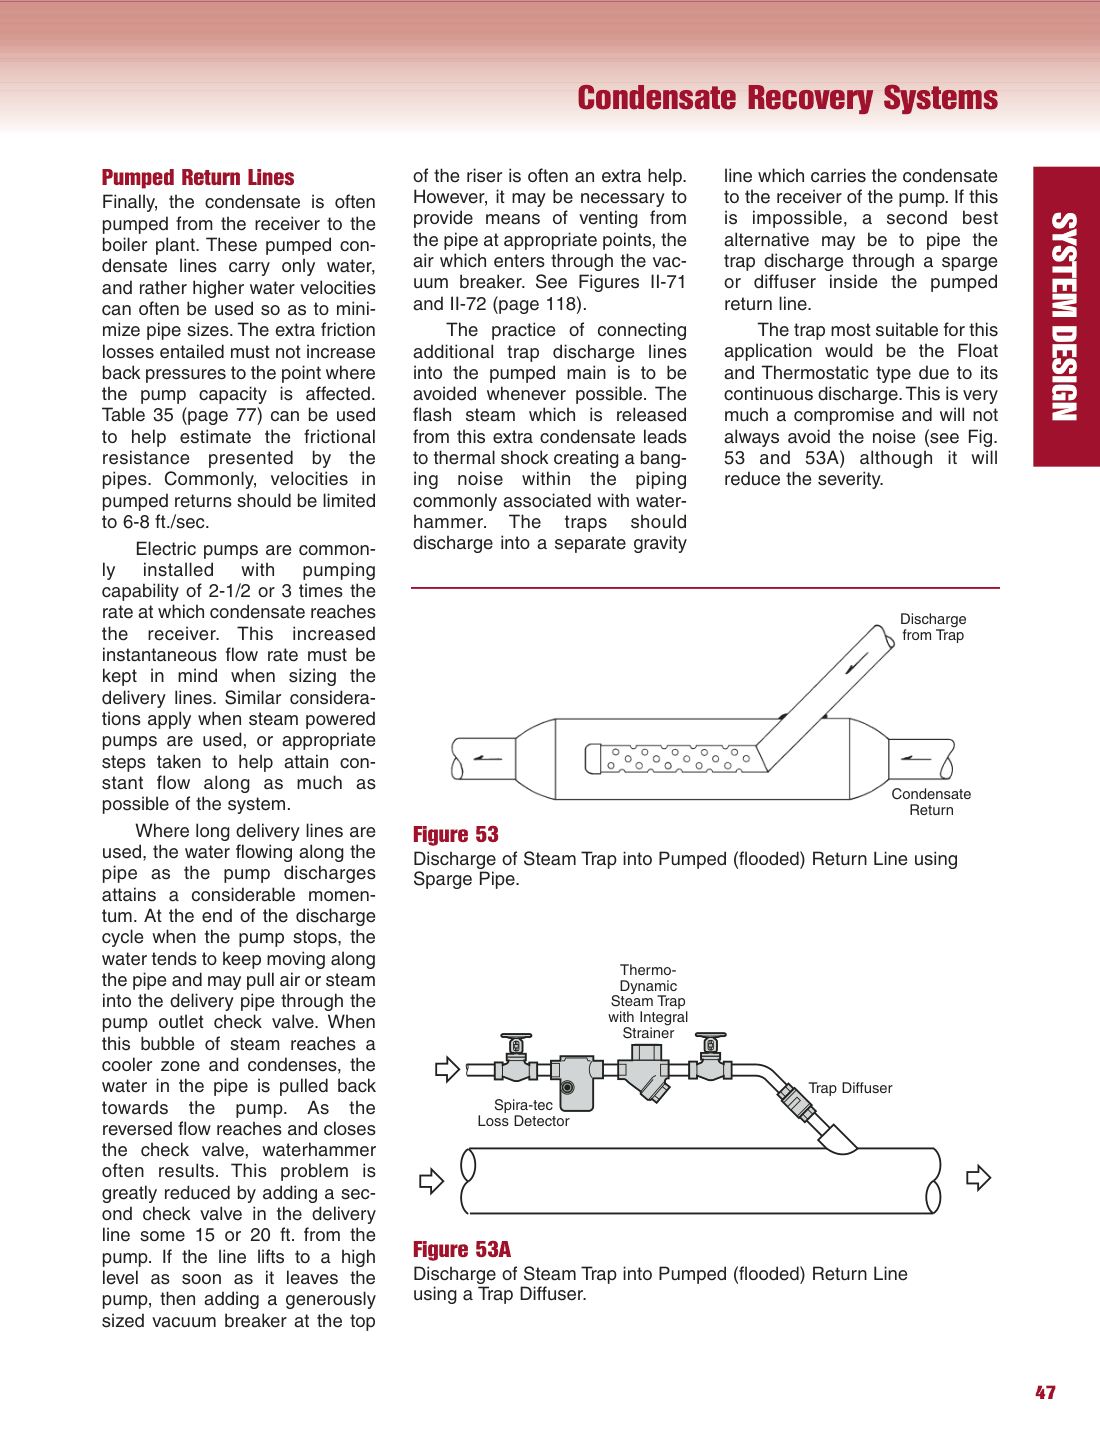 Condensate Recovery Systems
SYSTEM DESIGN
Pumped Return Lines
Finally, the condensate is often
pumped from the receiver to the
boiler plant. These pumped con-
densate lines carry only water,
and rather higher water velocities
can often be used so as to mini-
mize pipe sizes. The extra friction
losses entailed must not increase
back pressures to the point where
the pump capacity is affected.
Table 35 (page 77) can be used
to help estimate the frictional
resistance presented by the
pipes. Commonly, velocities in
pumped returns should be limited
to 6-8 ft./sec.
Electric pumps are common-
ly installed with pumping
capability of 2-1/2 or 3 times the
rate at which condensate reaches
the receiver. This increased
instantaneous flow rate must be
kept in mind when sizing the
delivery lines. Similar considera-
tions apply when steam powered
pumps are used, or appropriate
steps taken to help attain con-
stant flow along as much as
possible of the system.
Where long delivery lines are
used, the water flowing along the
pipe as the pump discharges
attains a considerable momen-
tum. At the end of the discharge
cycle when the pump stops, the
water tends to keep moving along
the pipe and may pull air or steam
into the delivery pipe through the
pump outlet check valve. When
this bubble of steam reaches a
cooler zone and condenses, the
water in the pipe is pulled back
towards the pump. As the
reversed flow reaches and closes
the check valve, waterhammer
often results. This problem is
greatly reduced by adding a sec-
ond check valve in the delivery
line some 15 or 20 ft. from the
pump. If the line lifts to a high
level as soon as it leaves the
pump, then adding a generously
sized vacuum breaker at the top
of the riser is often an extra help.
However, it may be necessary to
provide means of venting from
the pipe at appropriate points, the
air which enters through the vac-
uum breaker. See Figures II-71
and II-72 (page 118).
The practice of connecting
additional trap discharge lines
into the pumped main is to be
avoided whenever possible. The
flash steam which is released
from this extra condensate leads
to thermal shock creating a bang-
ing noise within the piping
commonly associated with water-
hammer. The traps should
discharge into a separate gravity
line which carries the condensate
to the receiver of the pump. If this
is impossible, a second best
alternative may be to pipe the
trap discharge through a sparge
or diffuser inside the pumped
return line.
The trap most suitable for this
application would be the Float
and Thermostatic type due to its
continuous discharge. This is very
much a compromise and will not
always avoid the noise (see Fig.
53 and 53A) although it will
reduce the severity.
Discharge
from Trap
Condensate
Return
Figure 53
Discharge of Steam Trap into Pumped (flooded) Return Line using
Sparge Pipe.
Thermo-
Dynamic
Steam Trap
with Integral
Strainer
Trap Diffuser
Spira-tec
Loss Detector
Figure 53A
Discharge of Steam Trap into Pumped (flooded) Return Line
using a Trap Diffuser.
47